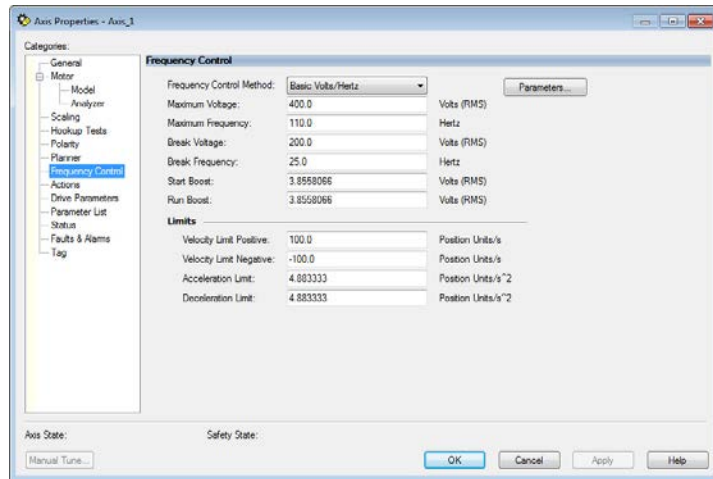 Axis Properties - Axis_1
Categories:
General
Motor
Model
Analyzer
Scaling
Hookup Tests
Polarity
Planner
Frequency Control
Actions
Drive Parameters
Parameter List
Status
Faults & Alarms
Tag
Frequency Control
Frequency Control Method: Basic Volts/Hertz Parameters...
Maximum Voltage: 400.0 Volts (RMS)
Maximum Frequency: 110.0 Hertz
Break Voltage: 200.0 Volts (RMS)
Break Frequency: 25.0 Hertz
Start Boost: 3.8558066 Volts (RMS)
Run Boost: 3.8558066 Volts (RMS)
Limits
Velocity Limit Positive: 100.0 Position Units/s
Velocity Limit Negative: -100.0 Position Units/s
Acceleration Limit: 4.883333 Position Units/s^2
Deceleration Limit: 4.883333 Position Units/s^2
Axis State: Safety State:
Manual Tune... OK Cancel Apply Help